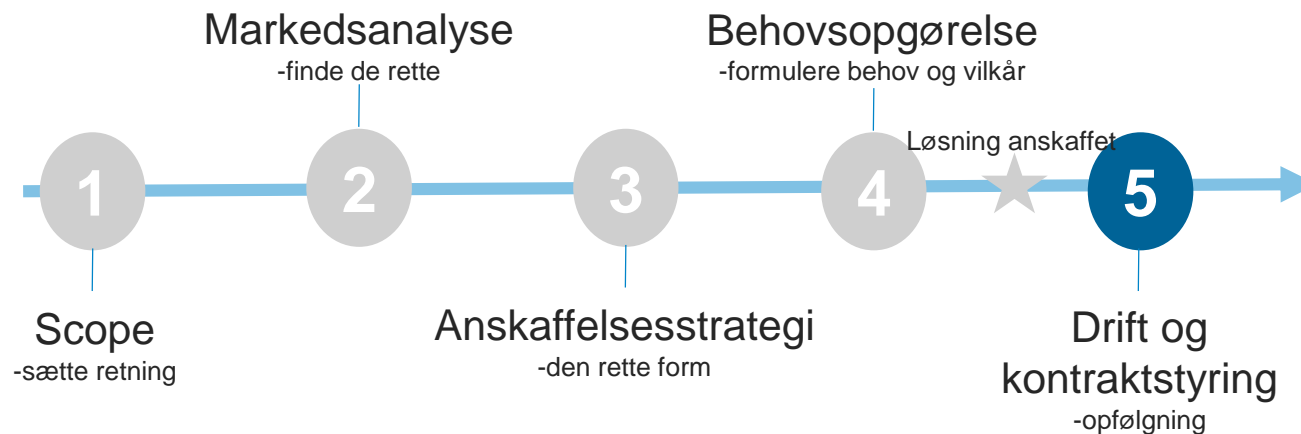 Markedsanalyse
-finde de rette
Behovsopgørelse
-formulere behov og vilkår
Løsning anskaffet
1
2
3
4
5
Scope
-sætte retning
Anskaffelsesstrategi
-den rette form
Drift og
kontraktstyring
-opfølgning